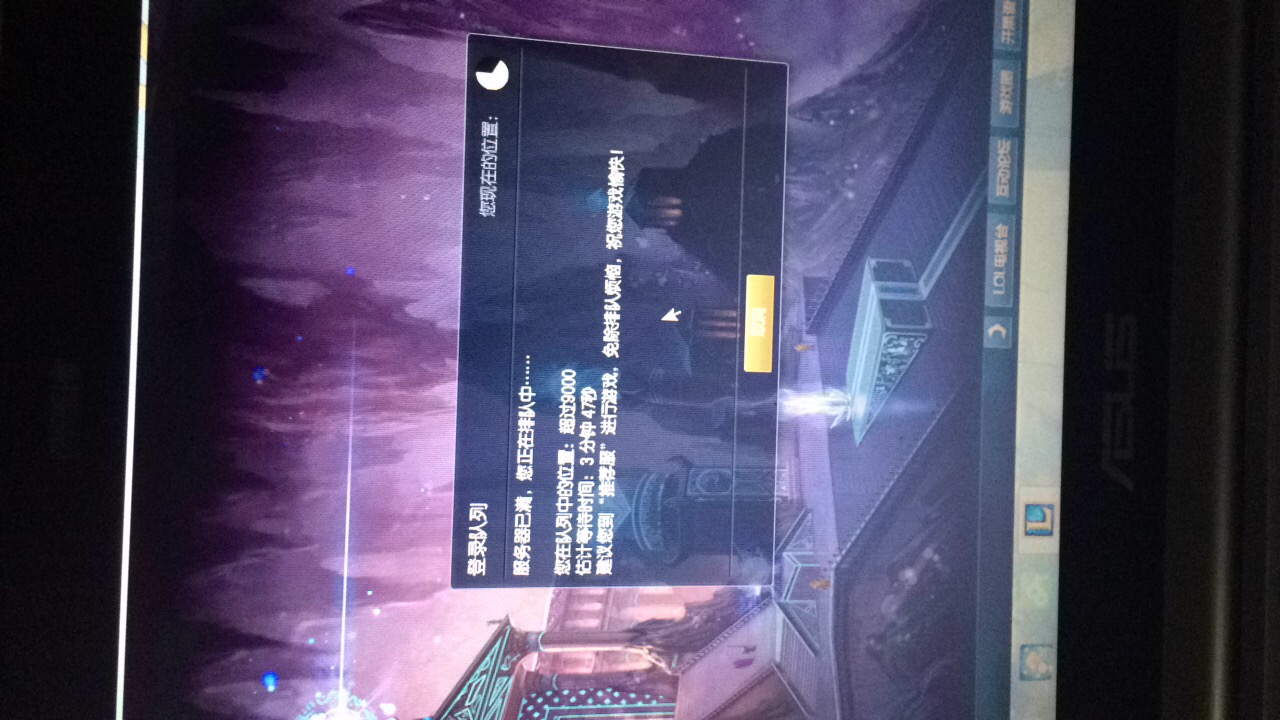 登录队列
您现在的位置：
服务器已满，您正在排队中……
您在队列中的位置：超过9000
估计等待时间：3 分钟 47秒
建议您到“推荐服”进行游戏，免除排队烦恼，祝您游戏愉快！
取消
LOL电视台
互动论坛
游戏圈
开黑
L
ASUS